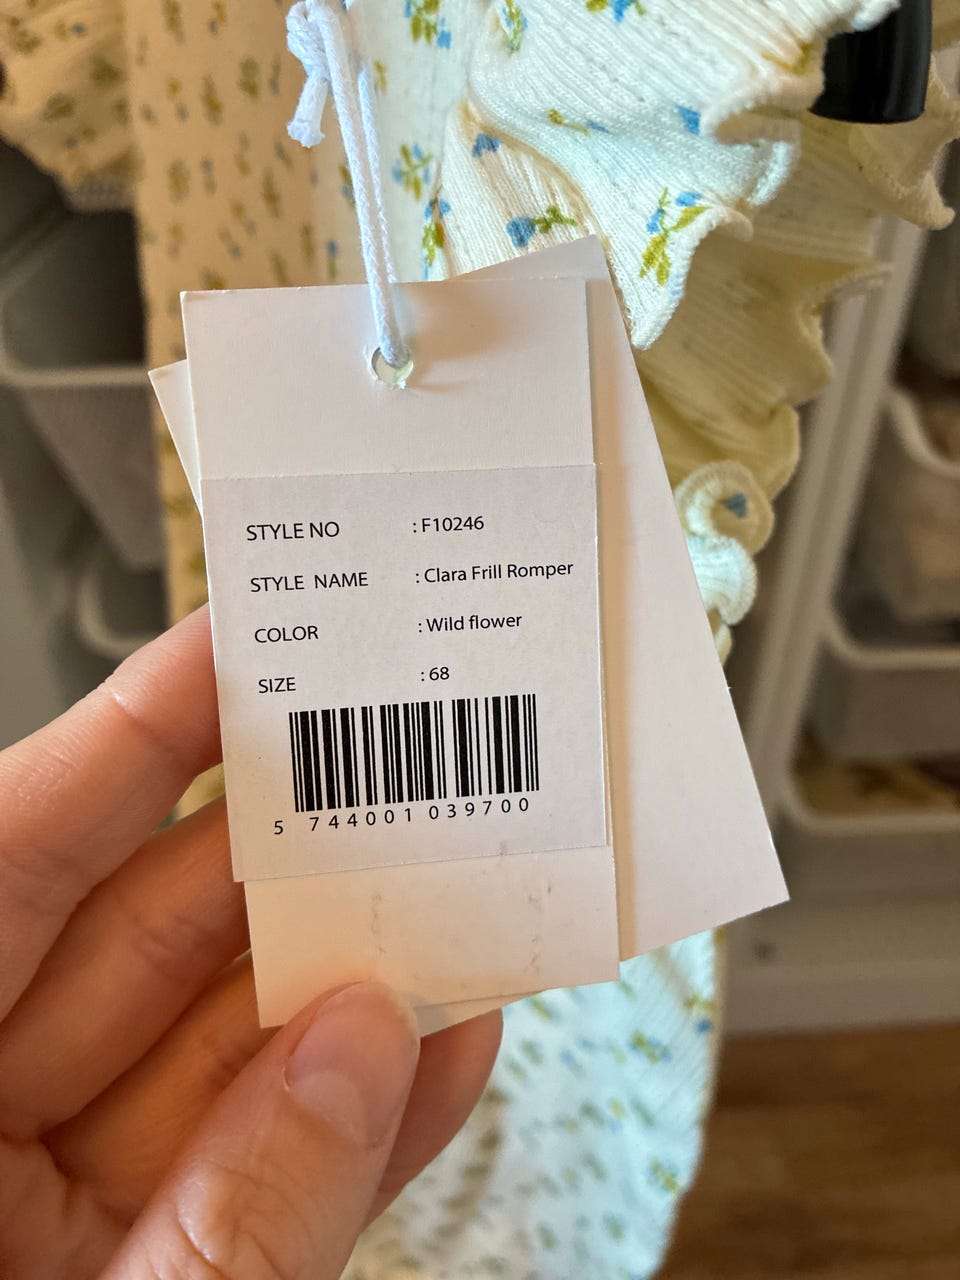 STYLE NO : F10246
STYLE NAME : Clara Frill Romper
COLOR : Wild flower
SIZE : 68
5 744001 039700